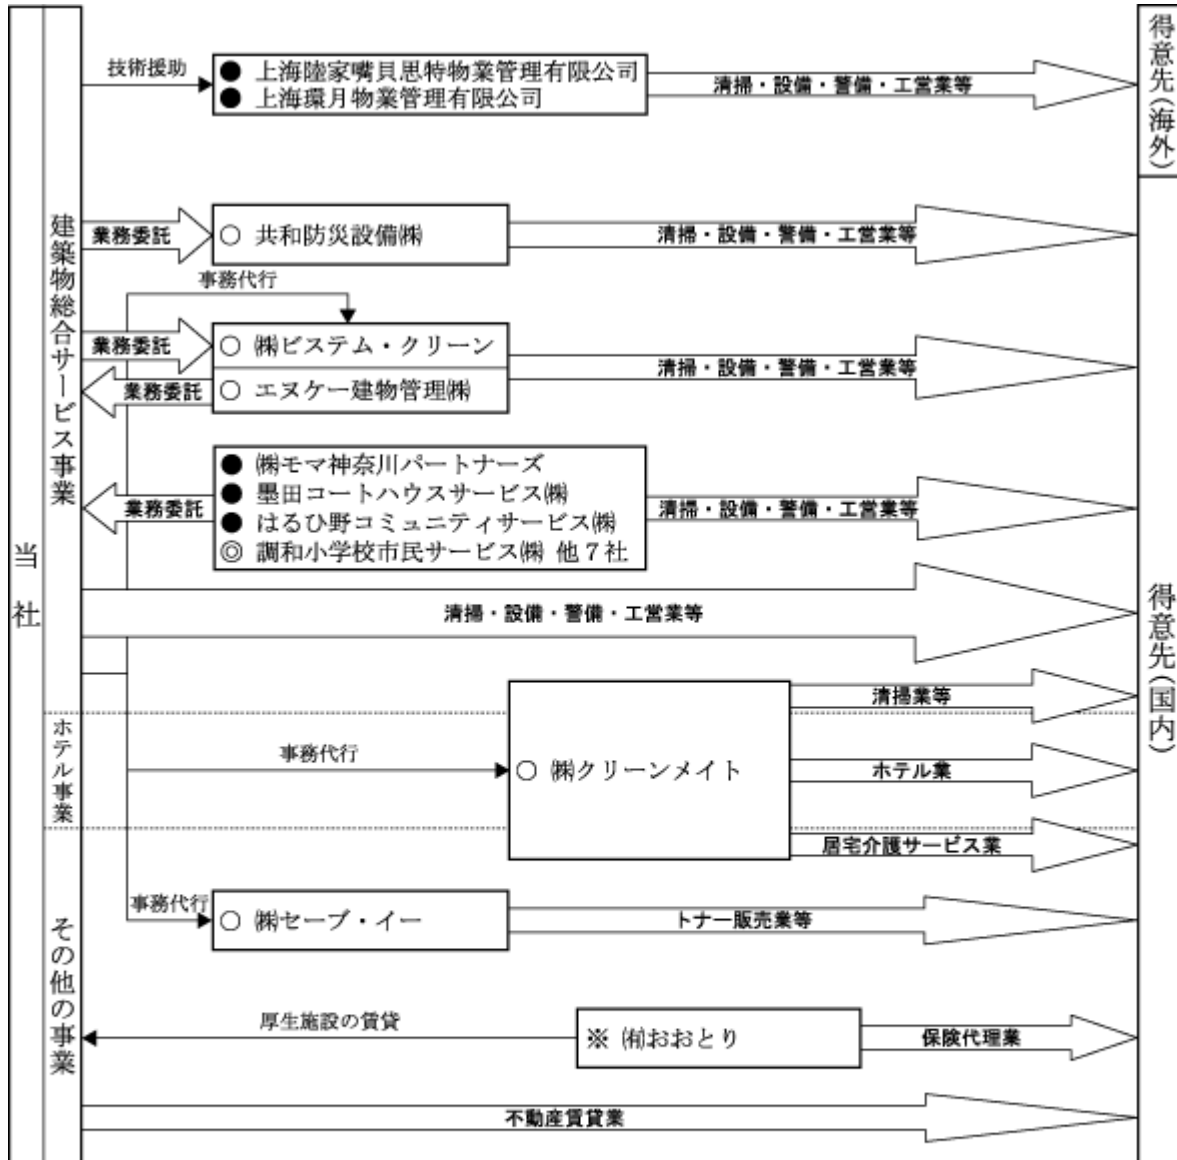 当社
建築物総合サービス事業
ホテル事業
その他の事業
得意先(海外)
得意先(国内)
技術援助
● 上海陸家嘴貝思特物業管理有限公司
● 上海環月物業管理有限公司
清掃・設備・警備・工営業等
業務委託
○ 共和防災設備㈱
清掃・設備・警備・工営業等
事務代行
業務委託
○ ㈱ビステム・クリーン
清掃・設備・警備・工営業等
業務委託
○ エヌケー建物管理㈱
● ㈱モマ神奈川パートナーズ
● 墨田コートハウスサービス㈱
業務委託
清掃・設備・警備・工営業等
● はるひ野コミュニティサービス㈱
◎ 調和小学校市民サービス㈱ 他7社
清掃・設備・警備・工営業等
清掃業等
事務代行
○ ㈱クリーンメイト
ホテル業
居宅介護サービス業
事務代行
○ ㈱セーブ・イー
トナー販売業等
厚生施設の賃貸
※ ㈲おおとり
保険代理業
不動産賃貸業